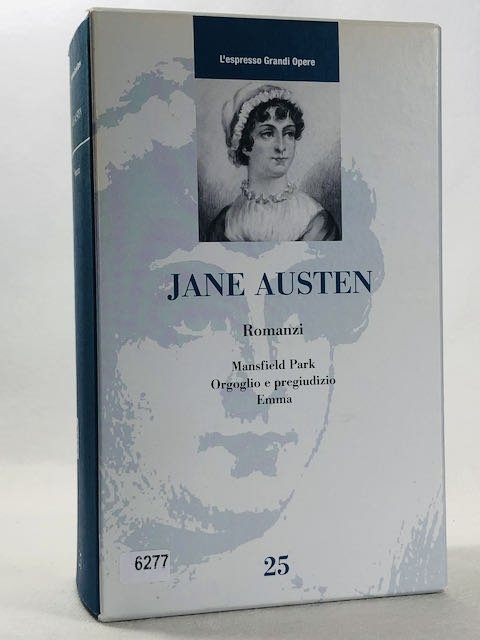 L'espresso Grandi Opere
JANE AUSTEN
Romanzi
Mansfield Park
Orgoglio e pregiudizio
Emma
6277
25